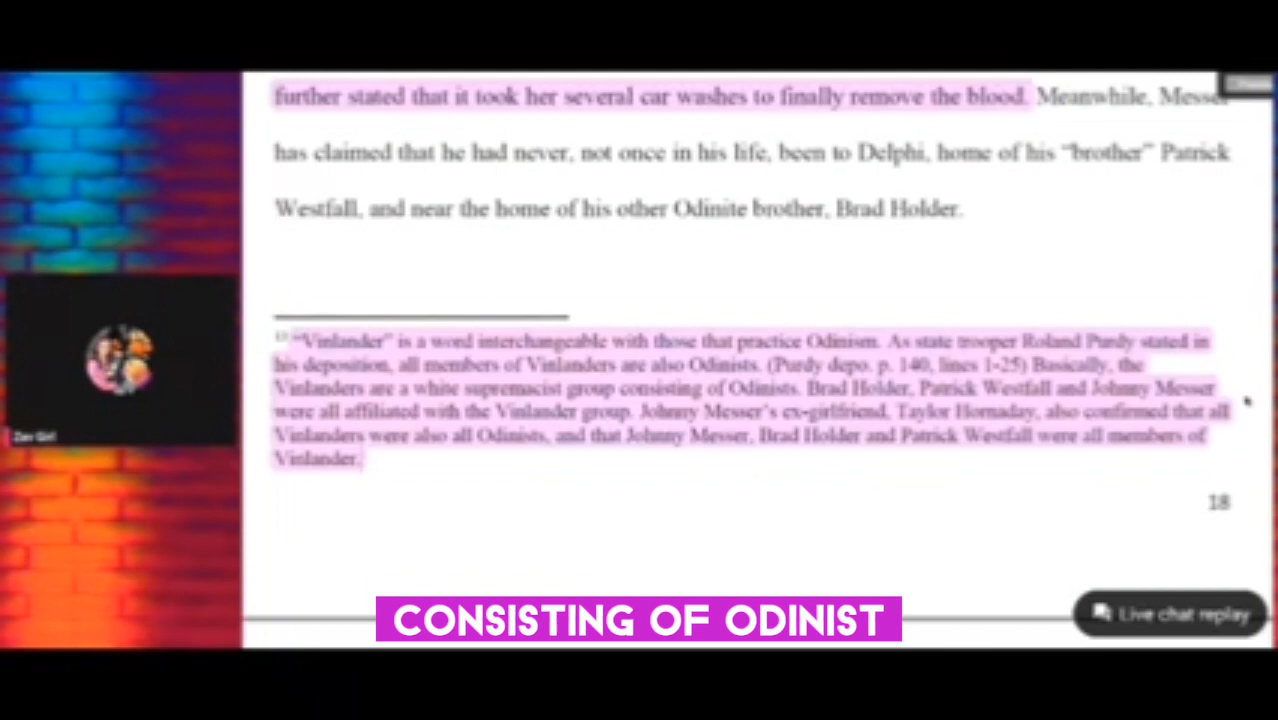 further stated that it took her several car washes to finally remove the blood. Meanwhile, Messer
has claimed that he had never, not once in his life, been to Delphi, home of his “brother” Patrick
Westfall, and near the home of his other Odinite brother, Brad Holder.
“Vinlander” is a word interchangeable with those that practice Odinism. As state trooper Roland Purdy stated in
his deposition, all members of Vinlanders are also Odinists. (Purdy depo. p. 140, lines 1-25) Basically, the
Vinlanders are a white supremacist group consisting of Odinists. Brad Holder, Patrick Westfall and Johnny Messer
were all affiliated with the Vinlander group. Johnny Messer’s ex-girlfriend, Taylor Hornaday, also confirmed that all
Vinlanders were also all Odinists, and that Johnny Messer, Brad Holder and Patrick Westfall were all members of
Vinlander.
18
CONSISTING OF ODINIST
Live chat replay